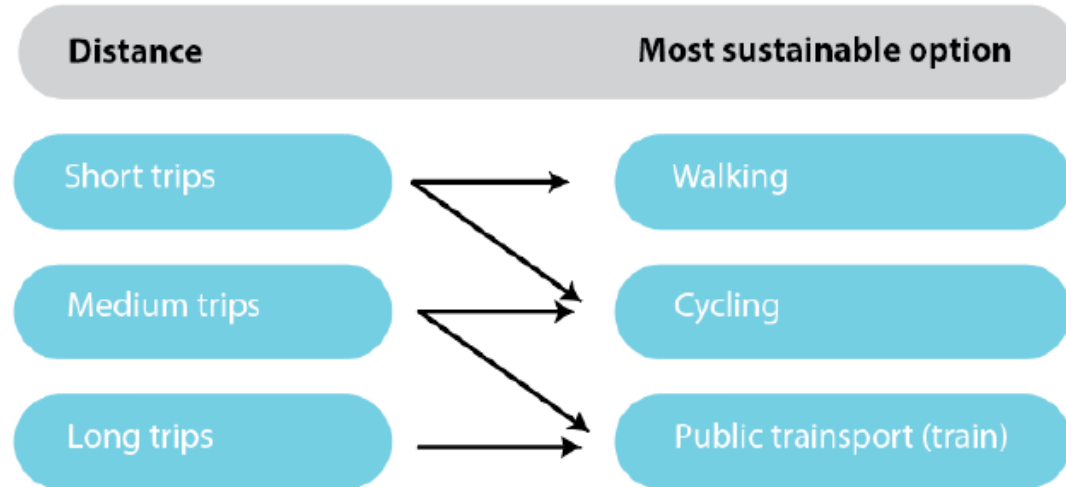 Distance
Most sustainable option
Short trips
Walking
Medium trips
Cycling
Long trips
Public trainsport (train)